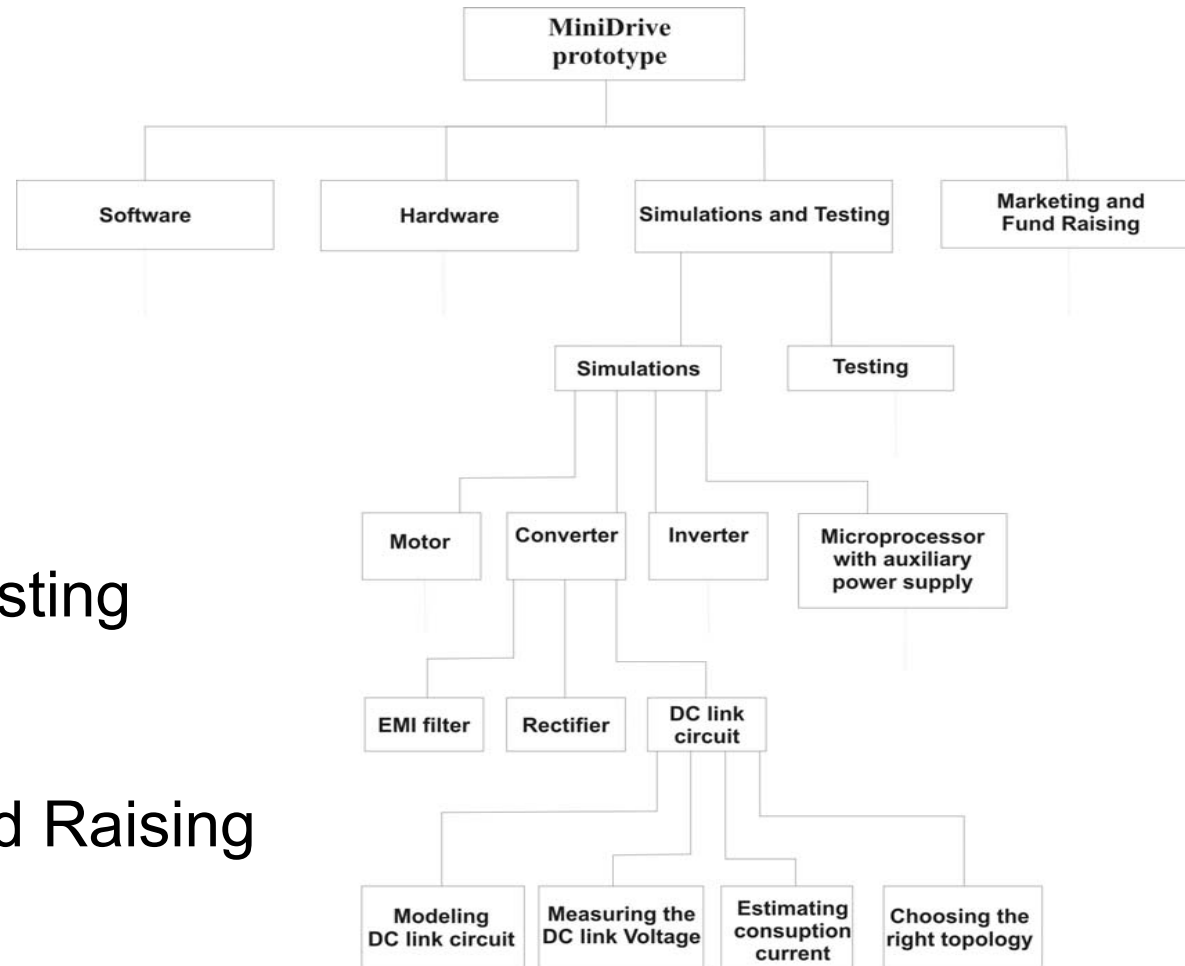 MiniDrive
prototype
Software
Hardware
Simulations and Testing
Marketing and
Fund Raising
Simulations
Testing
Motor
Converter
Inverter
Microprocessor
with auxiliary
power supply
sting
EMI filter
Rectifier
DC link
circuit
d Raising
Modeling
DC link circuit
Measuring the
DC link Voltage
Estimating
consuption
current
Choosing the
right topology